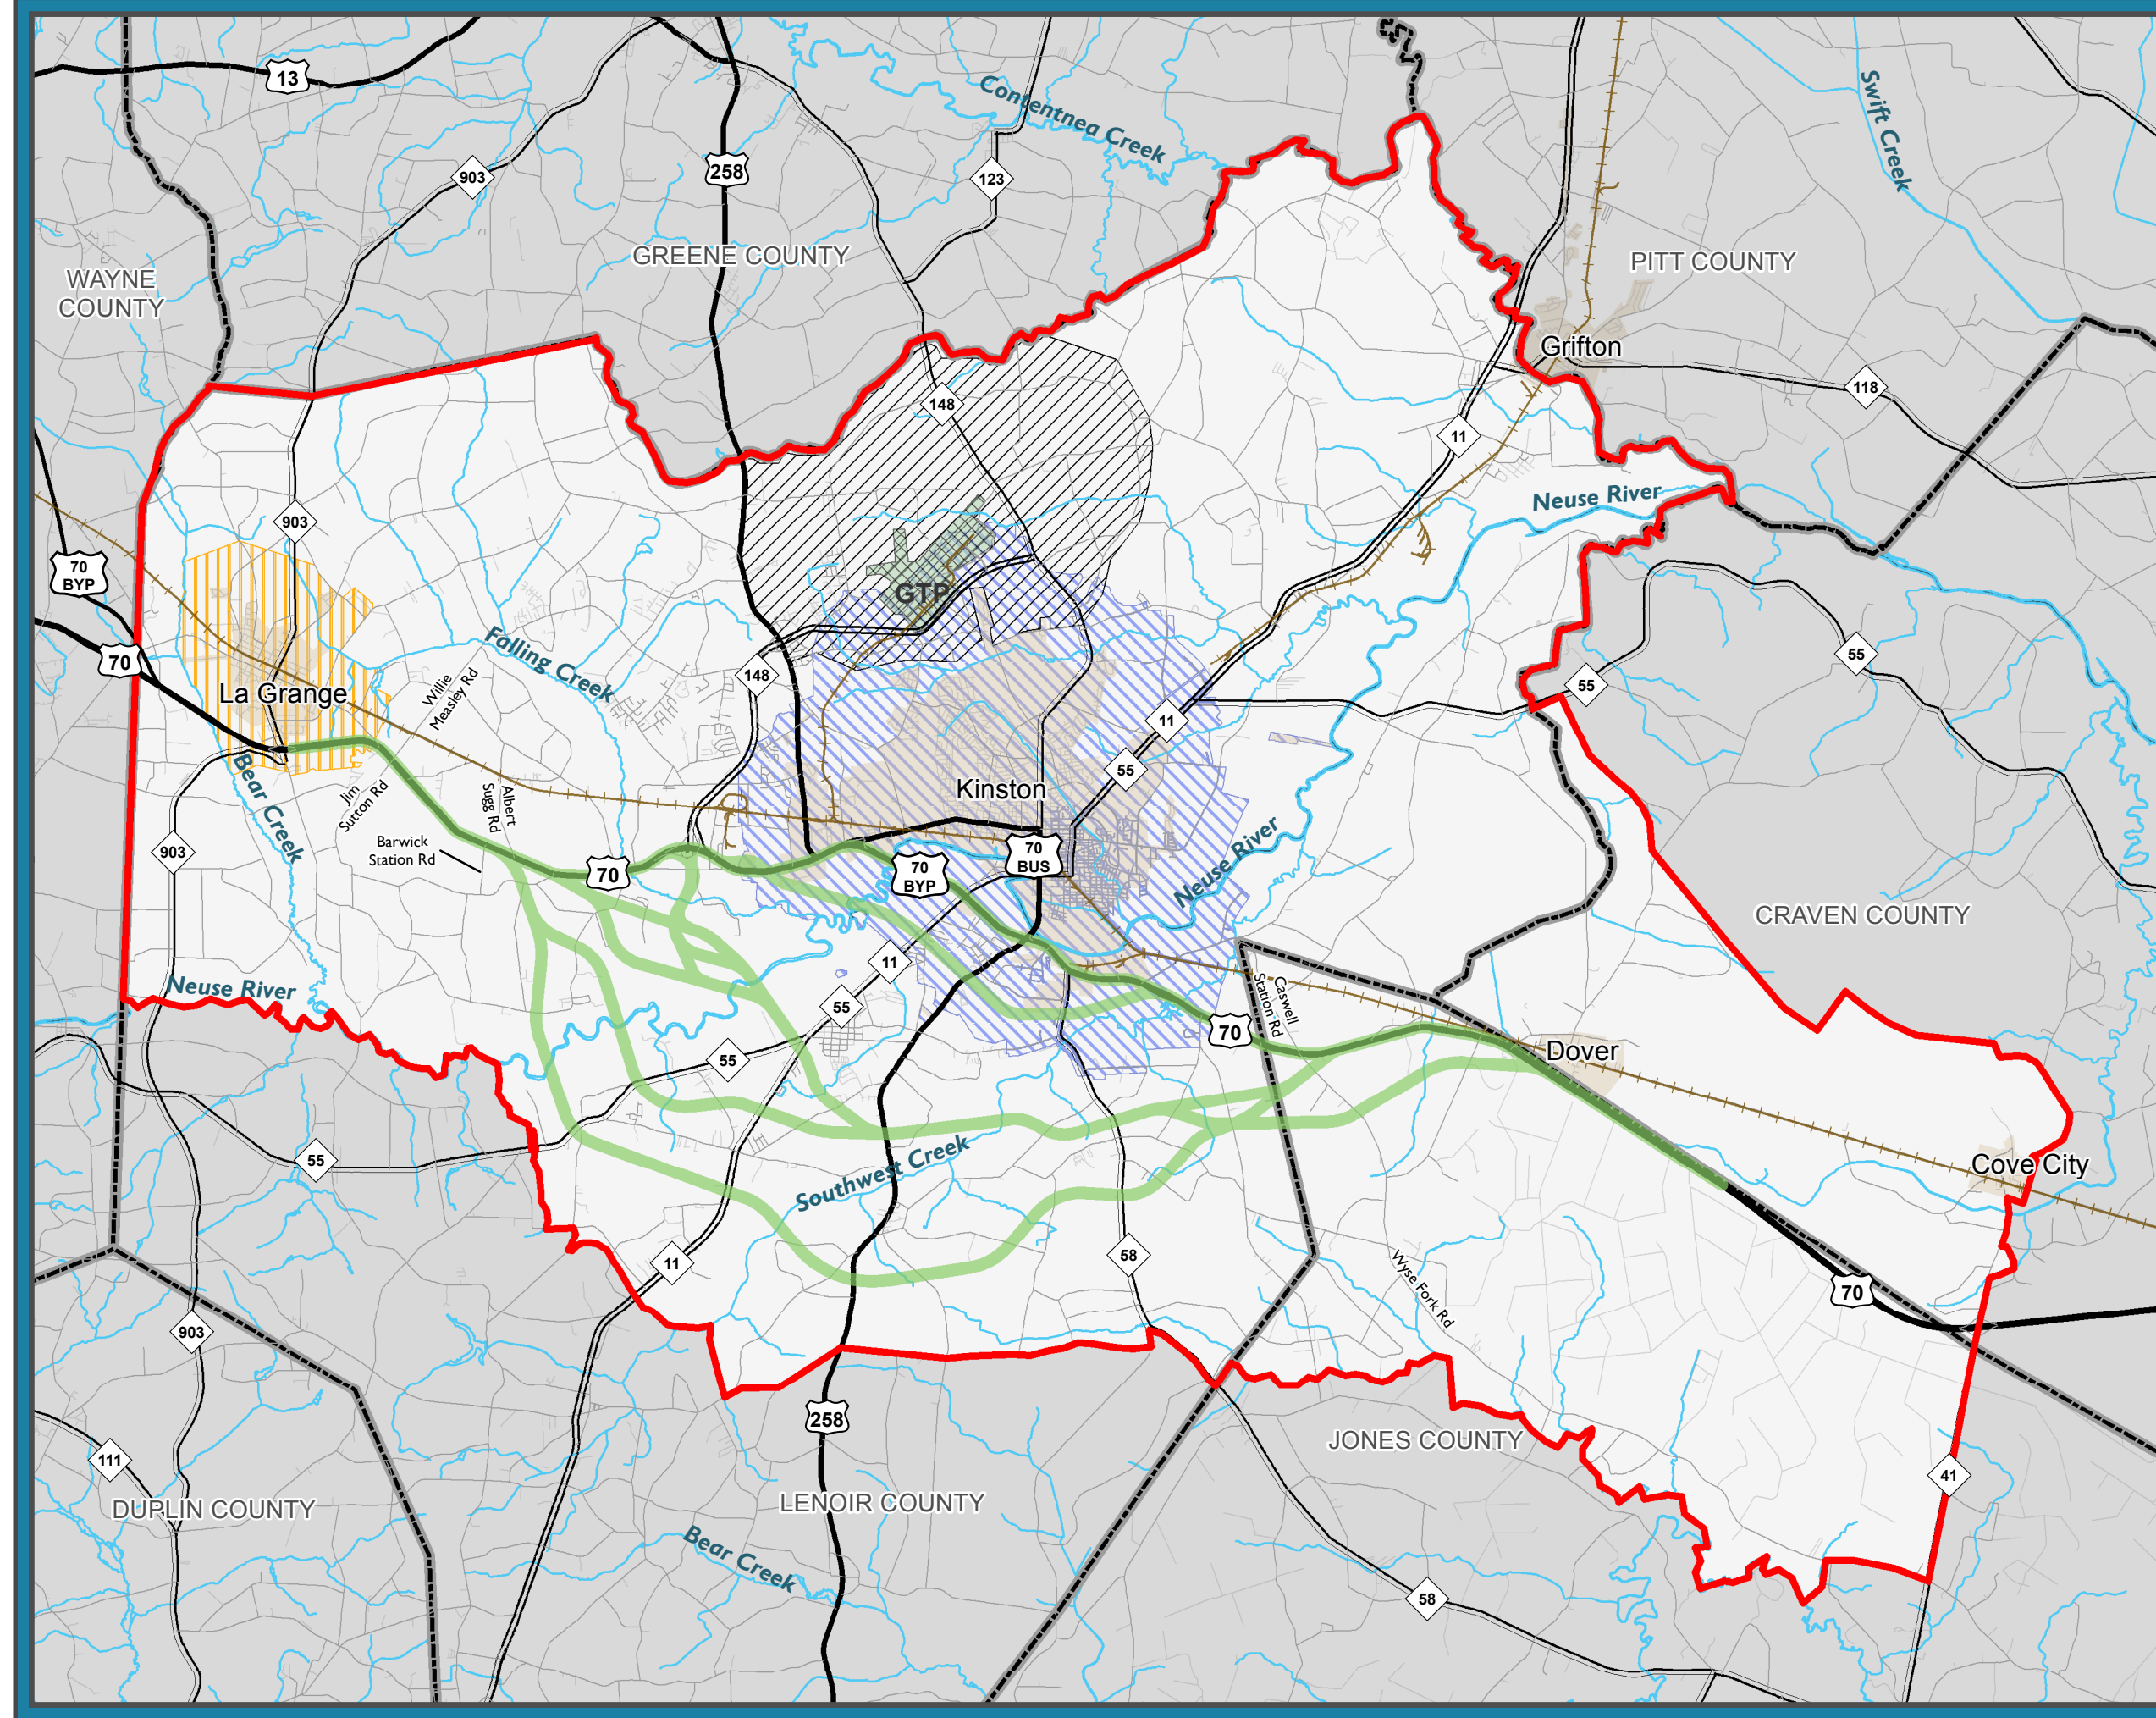 13
Contentnea Creek
Swift Creek
903
258
123
GREENE COUNTY
PITT COUNTY
WAYNE
COUNTY
Grifton
118
148
11
Neuse River
903
70
BYP
GTP
Falling Creek
55
70
Willie
Measley Rd
148
55
La Grange
11
55
Kinston
Bear Creek
Jim
Sutton Rd
Albert
Sugg Rd
Barwick
Station Rd
903
70
70
BYP
70
BUS
Neuse River
CRAVEN COUNTY
11
Neuse River
55
Caswell
Station Rd
70
55
Dover
55
Southwest Creek
Cove City
11
58
Wyse Fork Rd
70
903
258
JONES COUNTY
111
41
DUPLIN COUNTY
LENOIR COUNTY
Bear Creek
58